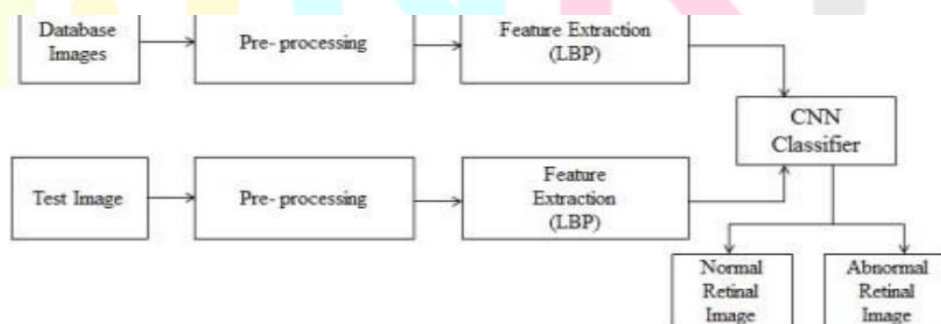 Database
Images
Pre- processing
Feature Extraction
(LBP)
CNN
Classifier
Test Image
Pre- processing
Feature
Extraction
(LBP)
Normal
Retinal
Image
Abnormal
Retinal
Image